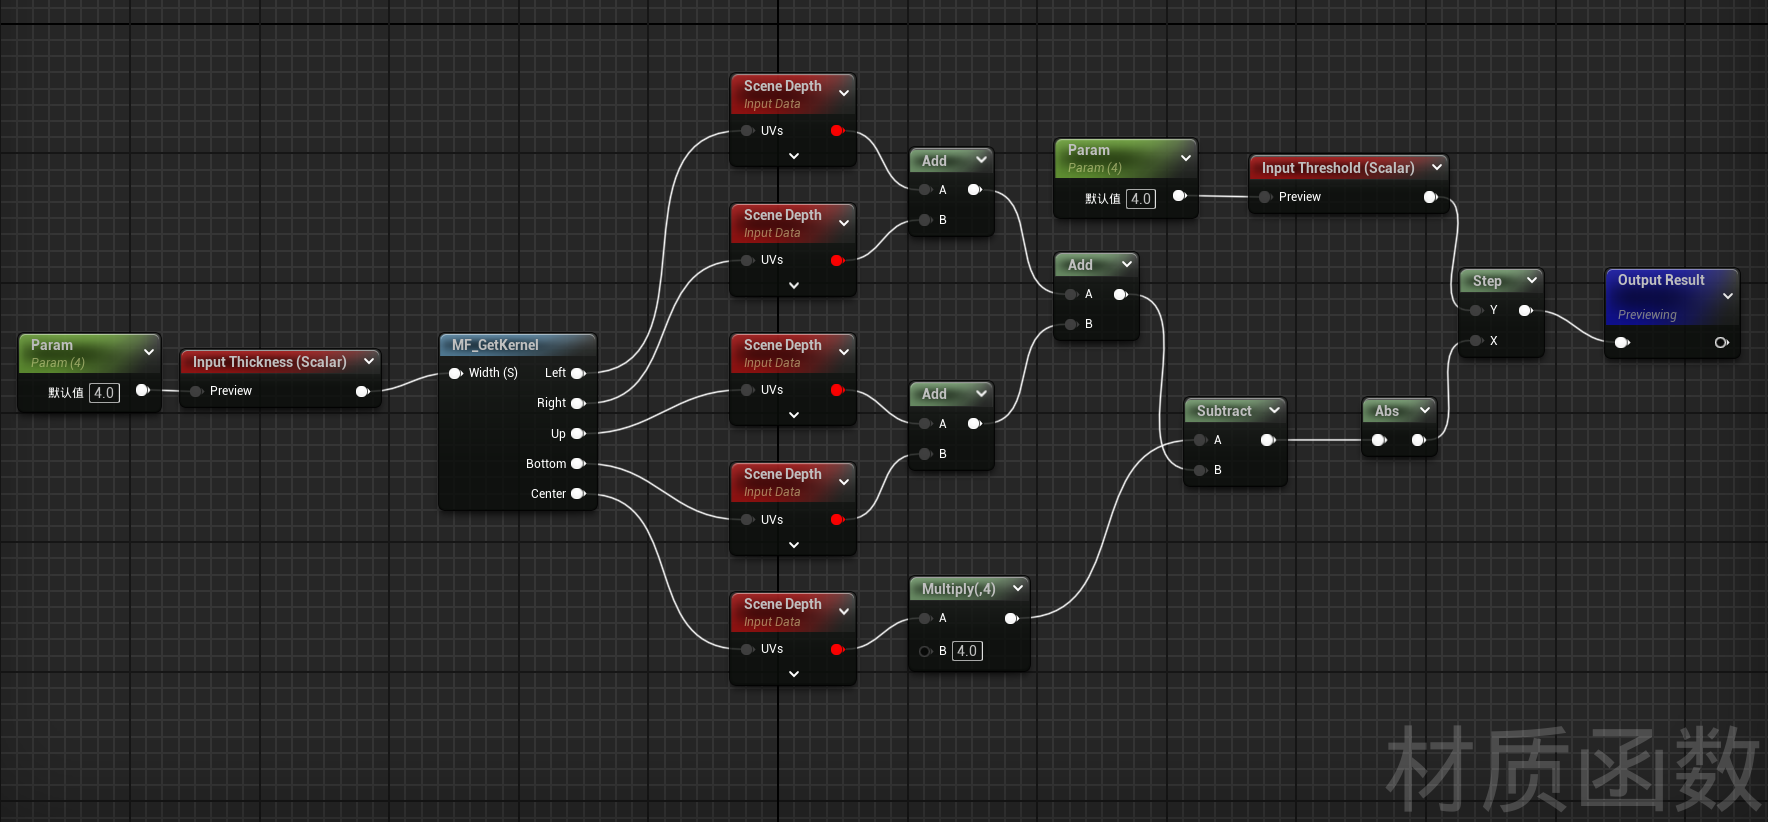 Scene Depth
Input Data
UVs
Scene Depth
Input Data
UVs
Scene Depth
Input Data
UVs
Scene Depth
Input Data
UVs
Scene Depth
Input Data
UVs
Param
Param (4)
默认值 4.0
Input Thickness (Scalar)
Preview
MF_GetKernel
Width (S) Left
Right
Up
Bottom
Center
Add
A
B
Add
A
B
Multiply(,4)
A
B 4.0
Add
A
B
Param
Param (4)
默认值 4.0
Input Threshold (Scalar)
Preview
Subtract
A
B
Abs
Step
Y
X
Output Result
Previewing
材质函数